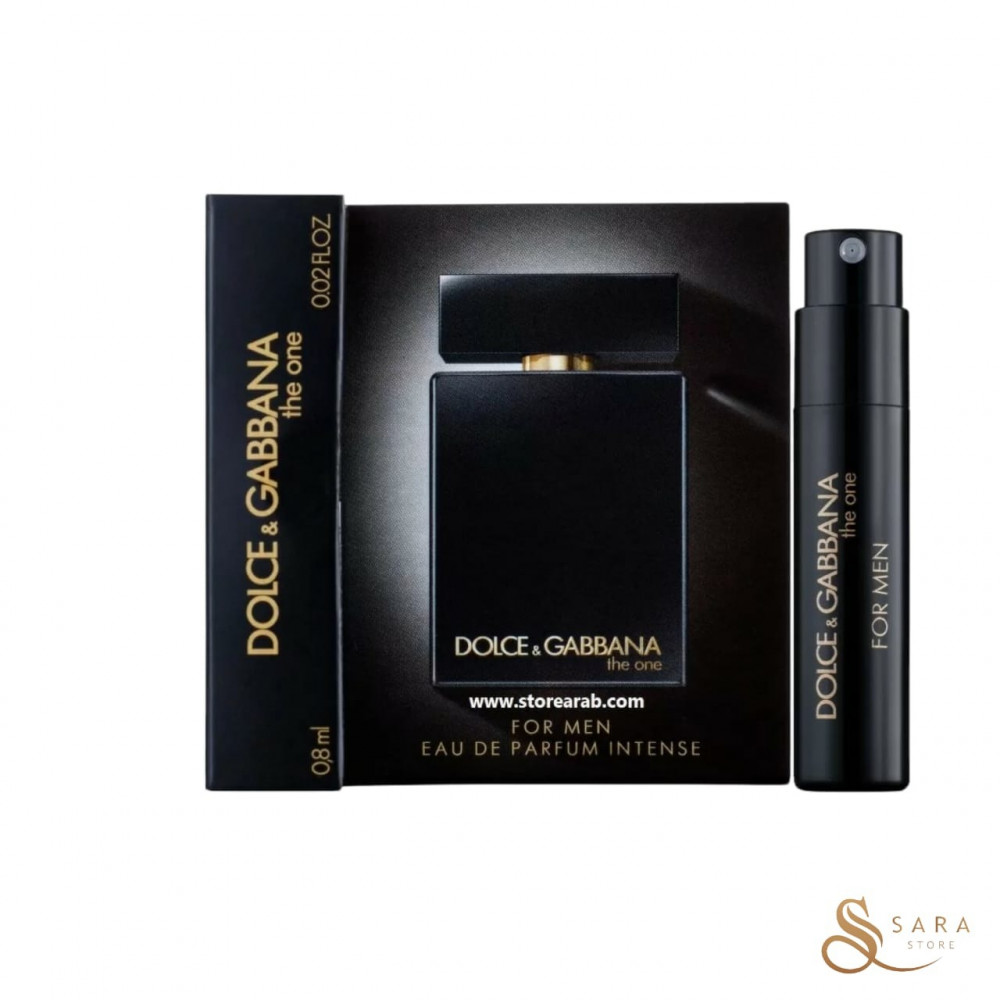 DOLCE & GABBANA
the one
0.02 FL OZ
0,8 ml
DOLCE & GABBANA
the one
www.storearab.com
FOR MEN
EAU DE PARFUM INTENSE
DOLCE & GABBANA
the one
FOR MEN
SARA
STORE